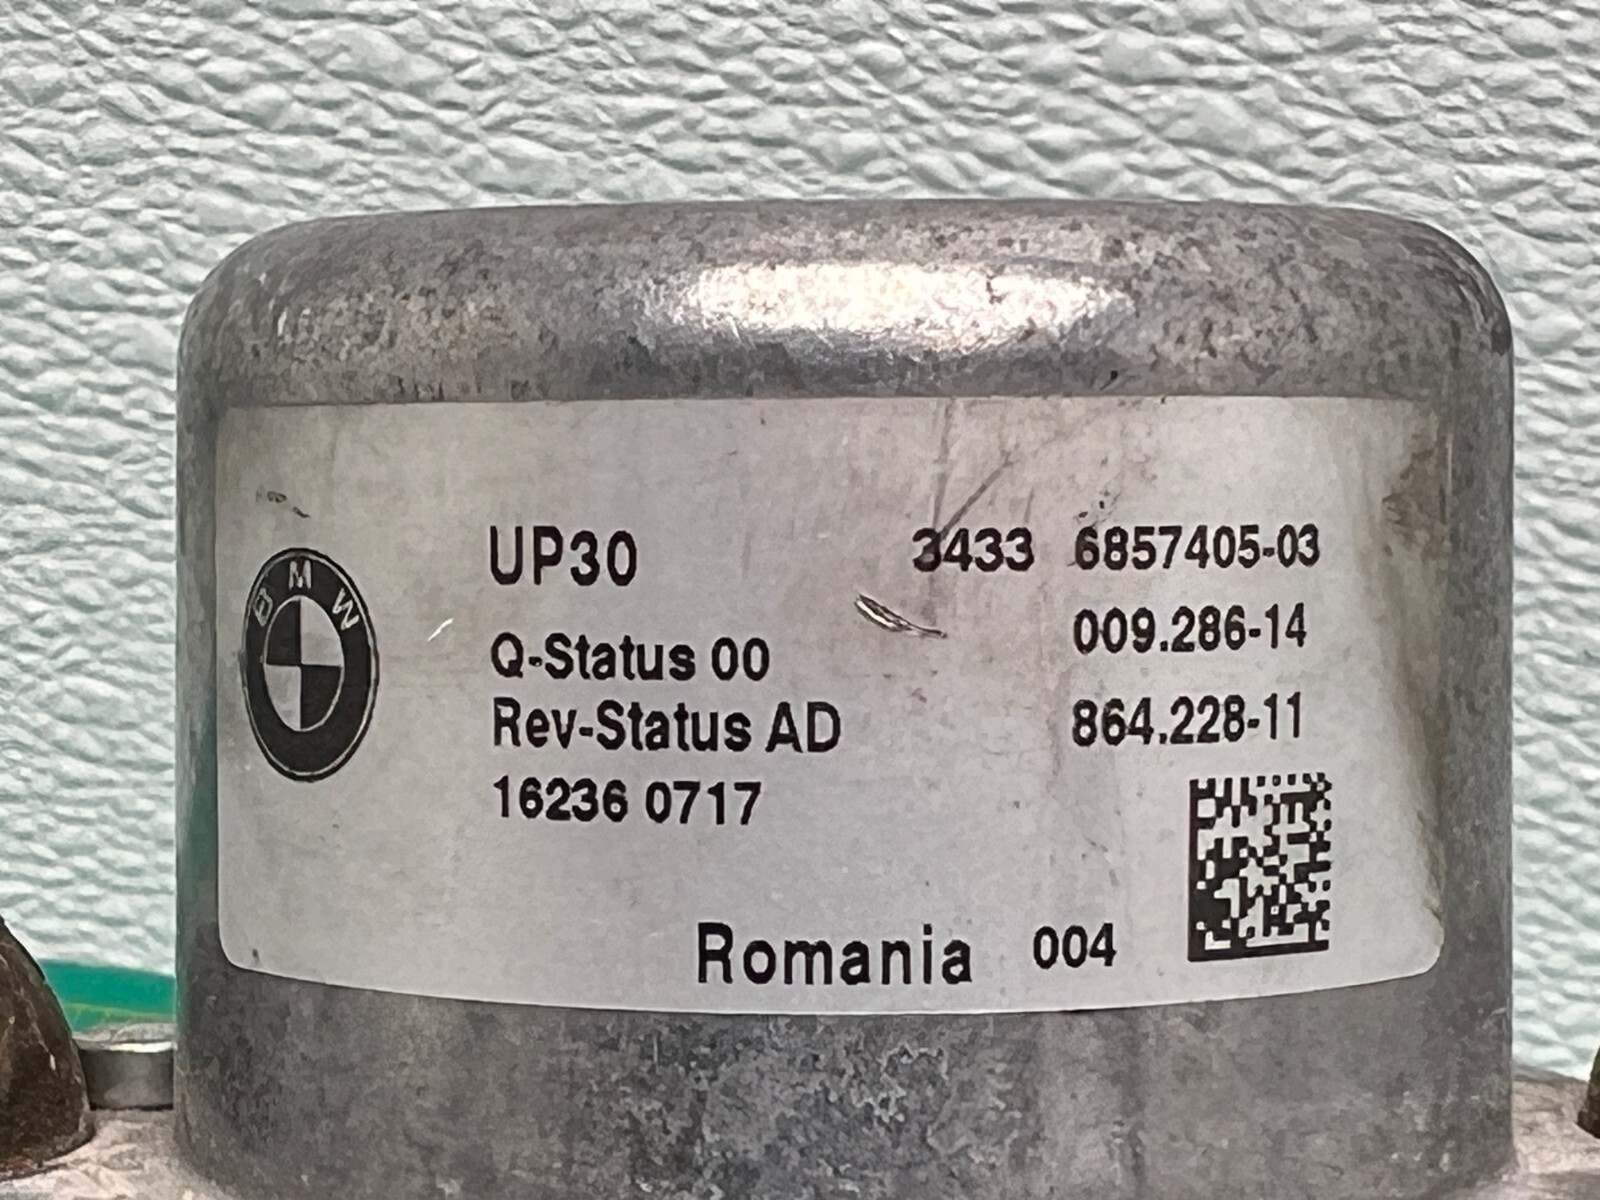 BMW
UP30 3433 6857405-03
009.286-14
Q-Status 00
Rev-Status AD 864.228-11
16236 0717
Romania 004